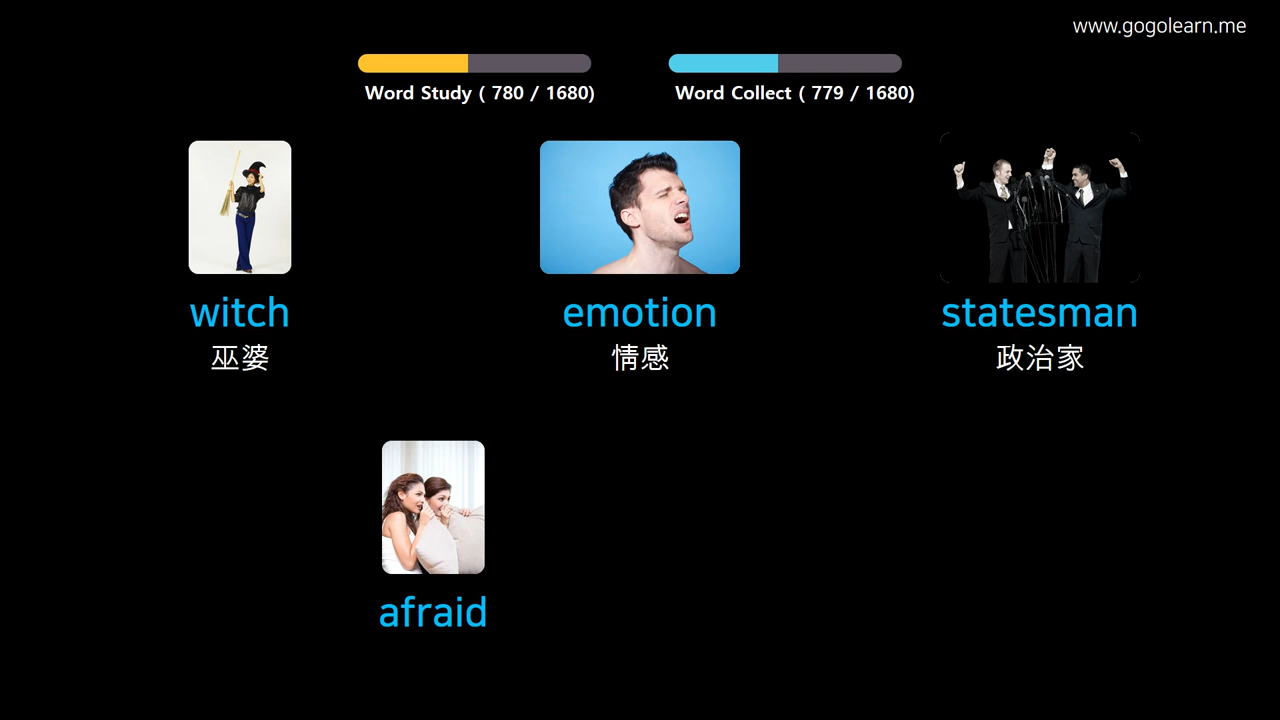 www.gogolearn.me
Word Study ( 780 / 1680)
Word Collect ( 779 / 1680)
witch
巫婆
emotion
情感
statesman
政治家
afraid